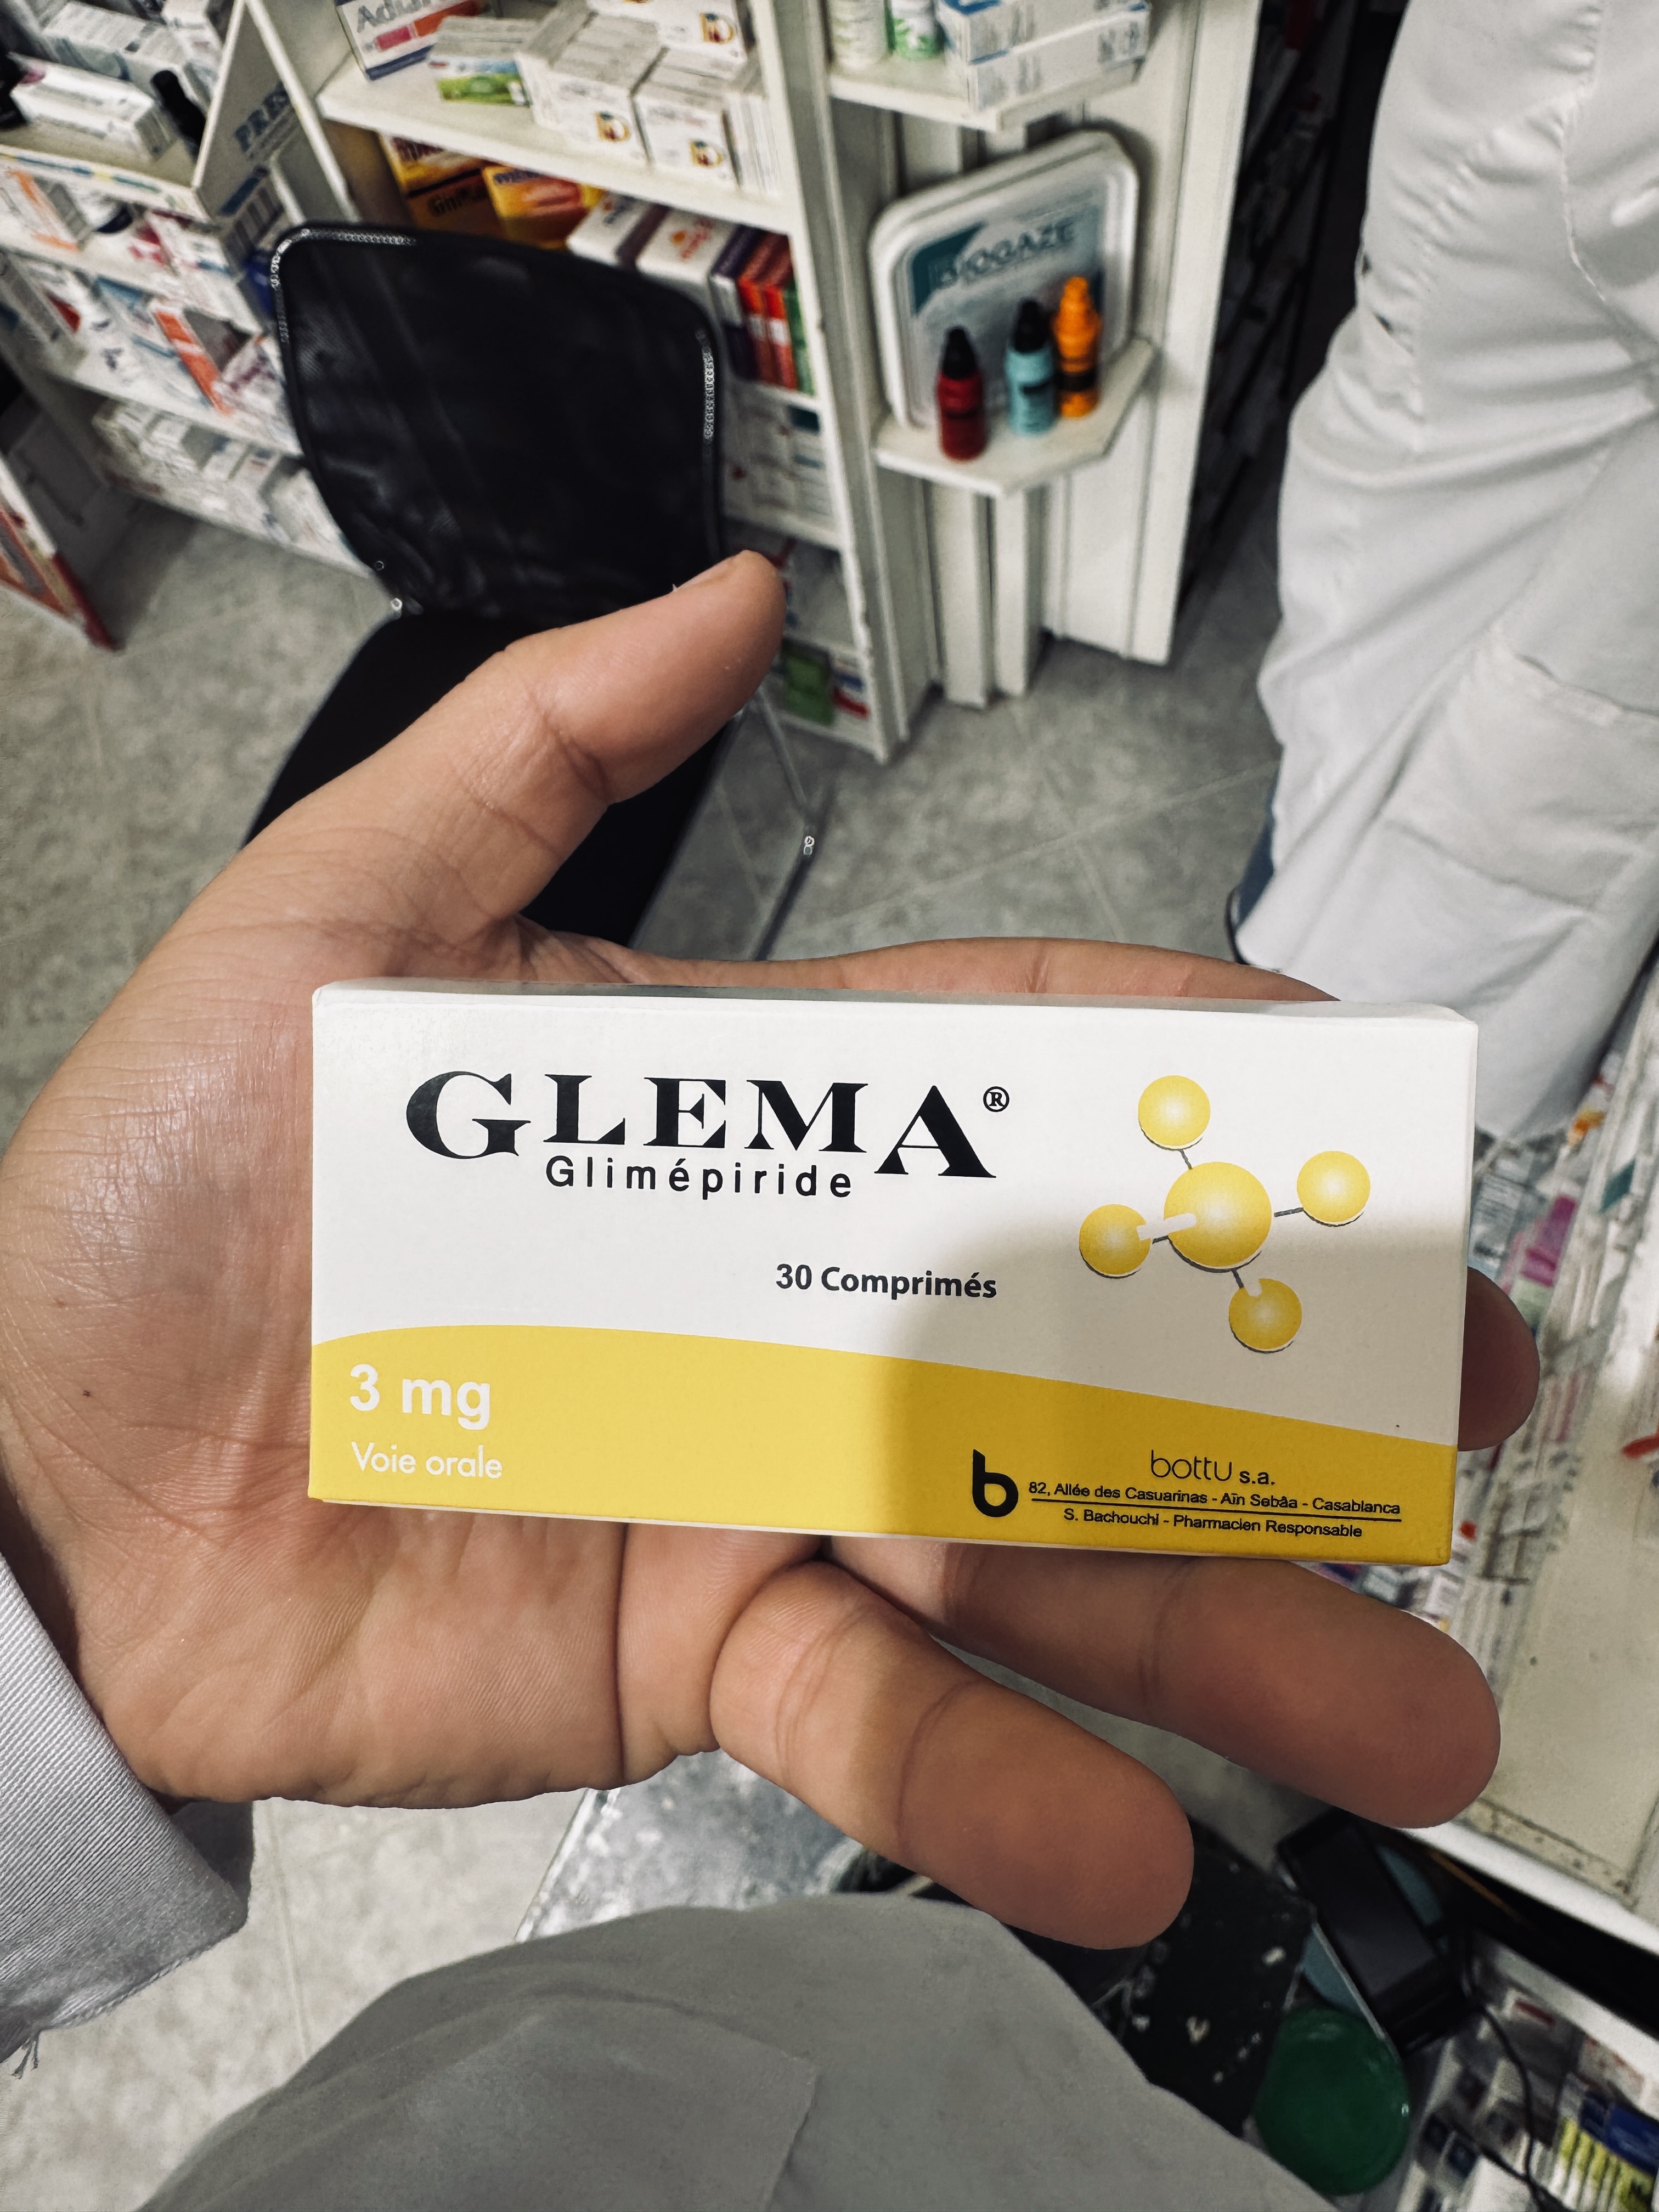 BIOGAZE
GLEMA®
Glimépiride
30 Comprimés
3 mg
Voie orale
b
bottu s.a.
82, Allée des Casuarinas - Aïn Sebâa - Casablanca
S. Bachouchi - Pharmacien Responsable